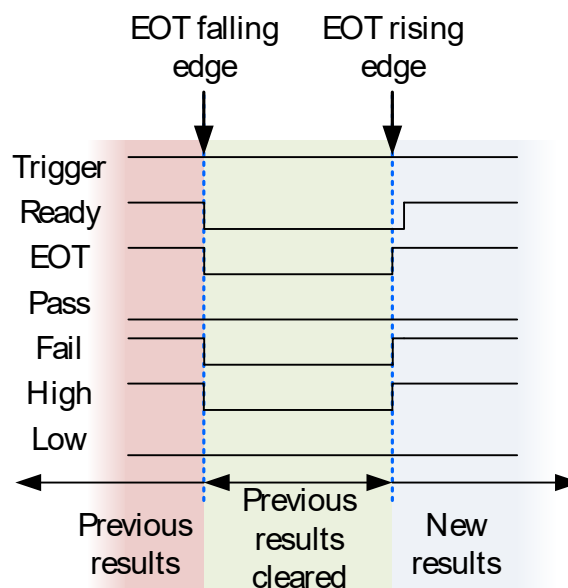 EOT falling
edge
EOT rising
edge
Trigger
Ready
EOT
Pass
Fail
High
Low
Previous
results
Previous
results
cleared
New
results